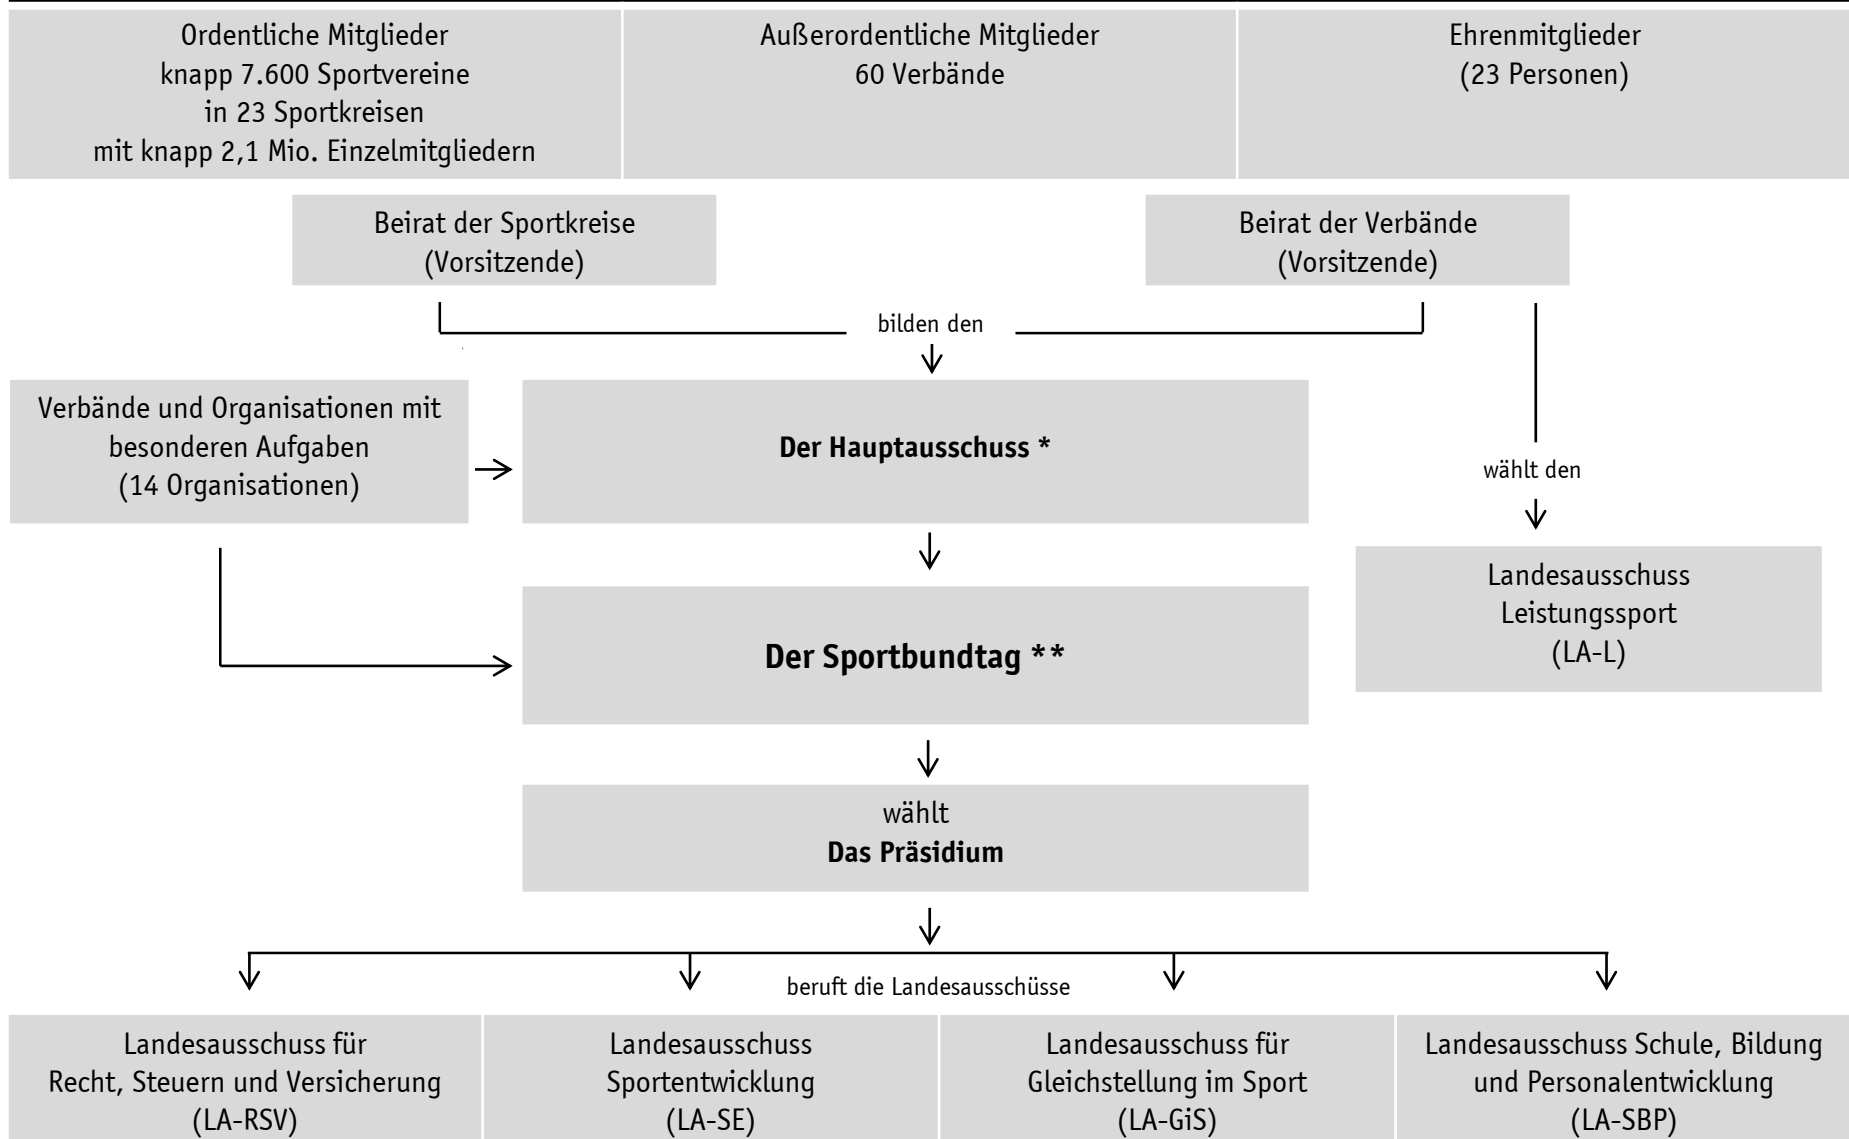 Ordentliche Mitglieder
knapp 7.600 Sportvereine
in 23 Sportkreisen
mit knapp 2,1 Mio. Einzelmitgliedern
Außerordentliche Mitglieder
60 Verbände
Ehrenmitglieder
(23 Personen)
Beirat der Sportkreise
(Vorsitzende)
Beirat der Verbände
(Vorsitzende)
bilden den
Verbände und Organisationen mit
besonderen Aufgaben
(14 Organisationen)
Der Hauptausschuss *
wählt den
Landesausschuss
Leistungssport
(LA-L)
Der Sportbundtag **
wählt
Das Präsidium
beruft die Landesausschüsse
Landesausschuss für
Recht, Steuern und Versicherung
(LA-RSV)
Landesausschuss
Sportentwicklung
(LA-SE)
Landesausschuss für
Gleichstellung im Sport
(LA-GiS)
Landesausschuss Schule, Bildung
und Personalentwicklung
(LA-SBP)